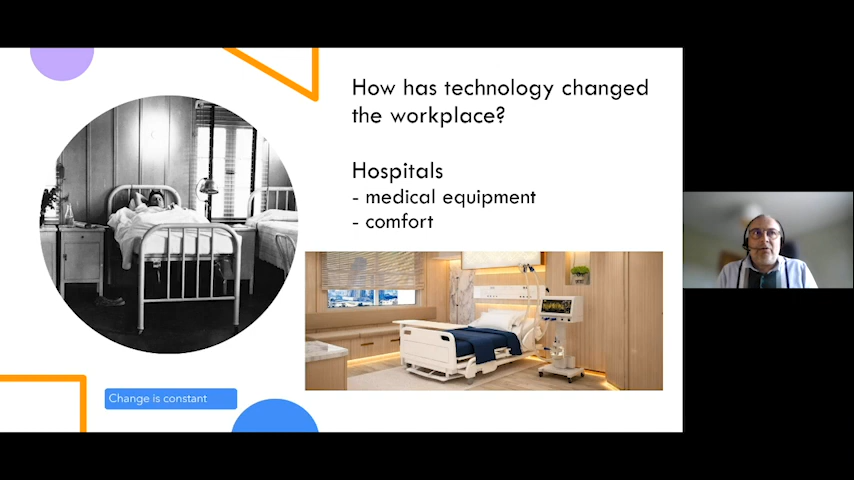 How has technology changed
the workplace?
Hospitals
- medical equipment
- comfort
Change is constant